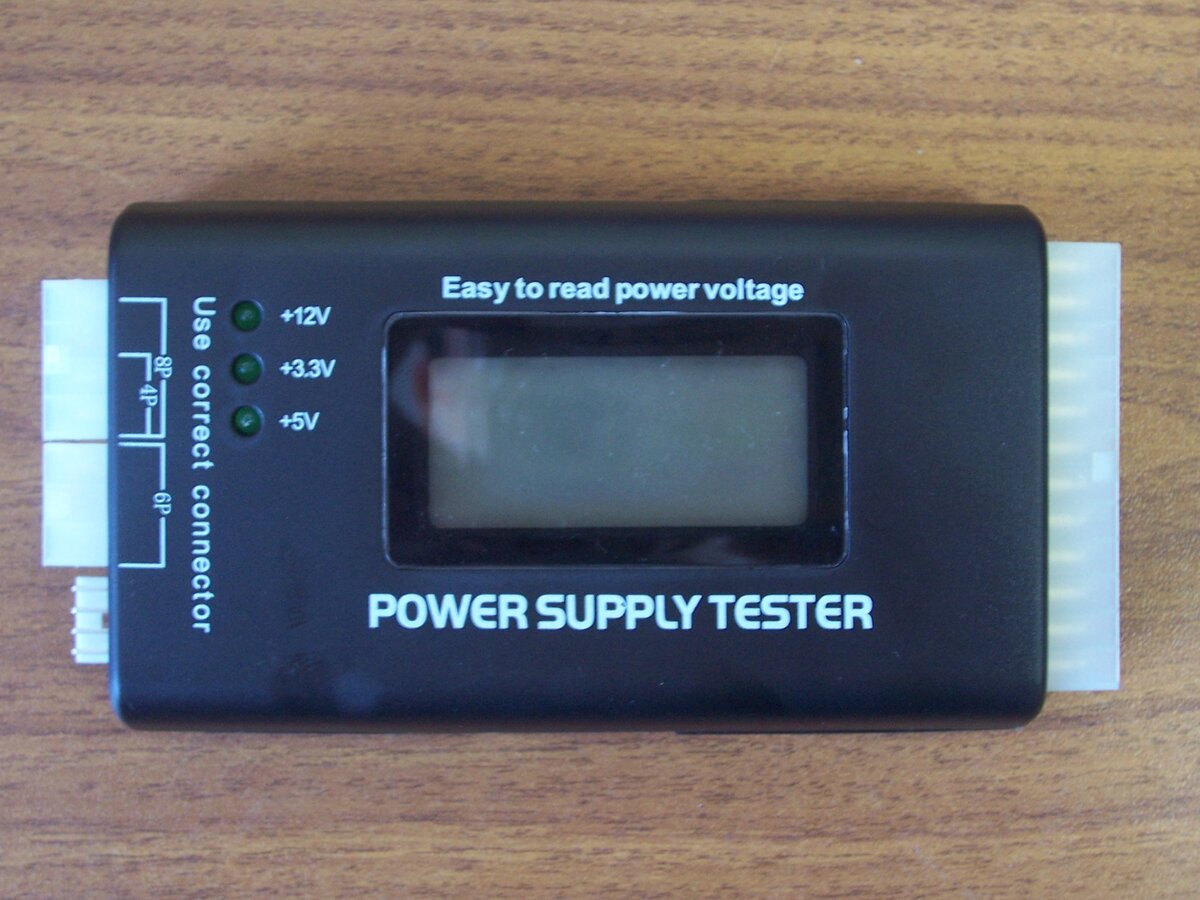 Easy to read power voltage
+12V
+3.3V
+5V
8P
4P
6P
Use correct connector
POWER SUPPLY TESTER